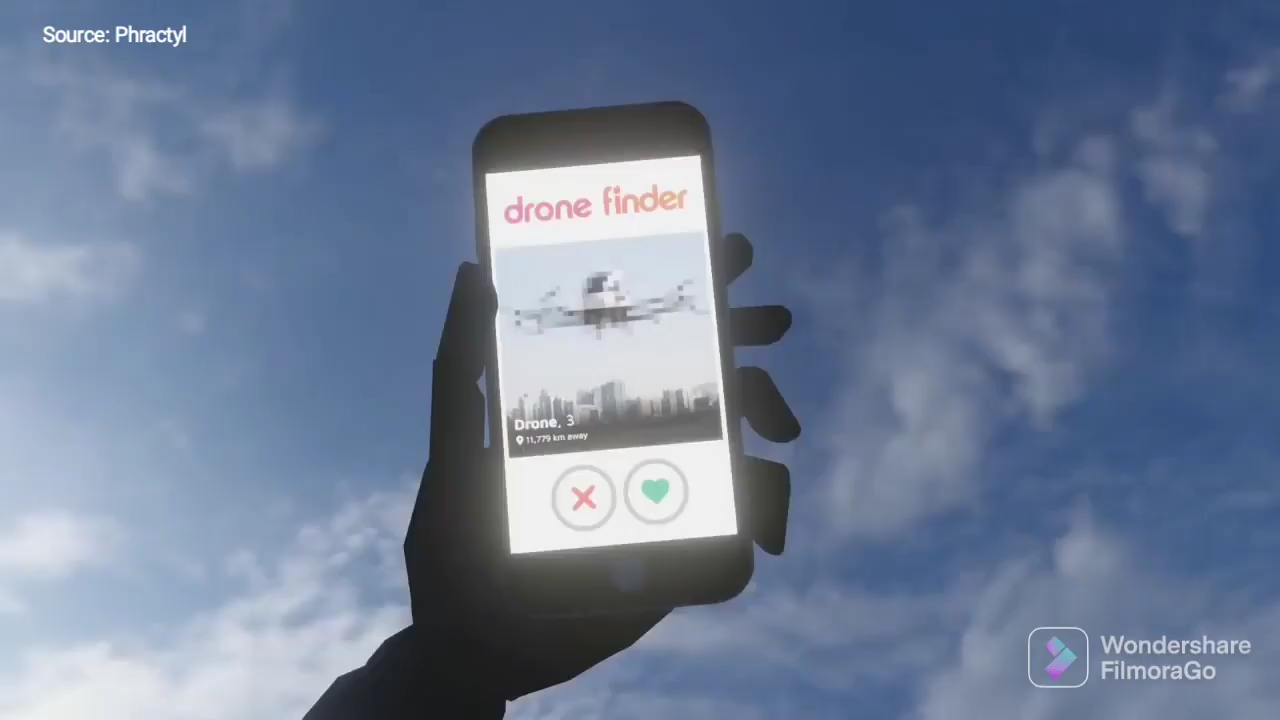 Source: Phractyl
drone finder
Drone, 3
11,779 km away
Wondershare
FilmoraGo